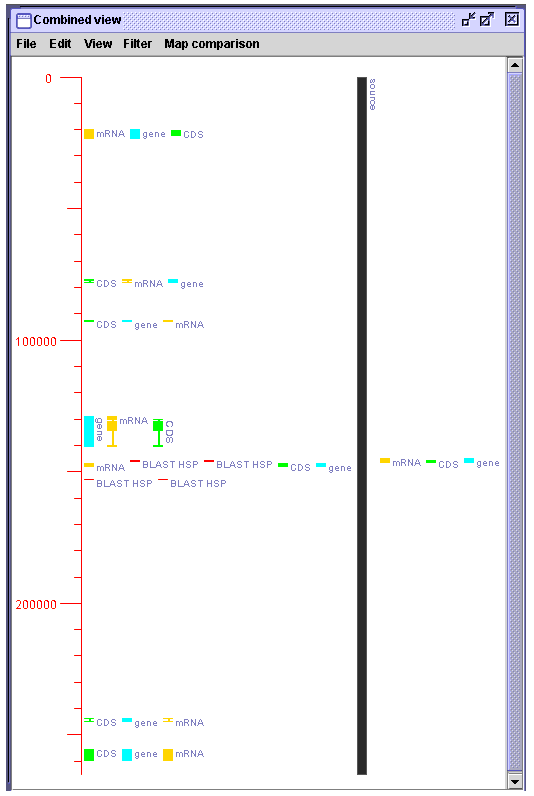 Combined view
File Edit View Filter Map comparison
0
source
mRNA gene CDS
CDS mRNA gene
CDS gene mRNA
100000
gene mRNA CDS
mRNA BLAST HSP BLAST HSP CDS gene mRNA CDS gene
BLAST HSP BLAST HSP
200000
CDS gene mRNA
CDS gene mRNA